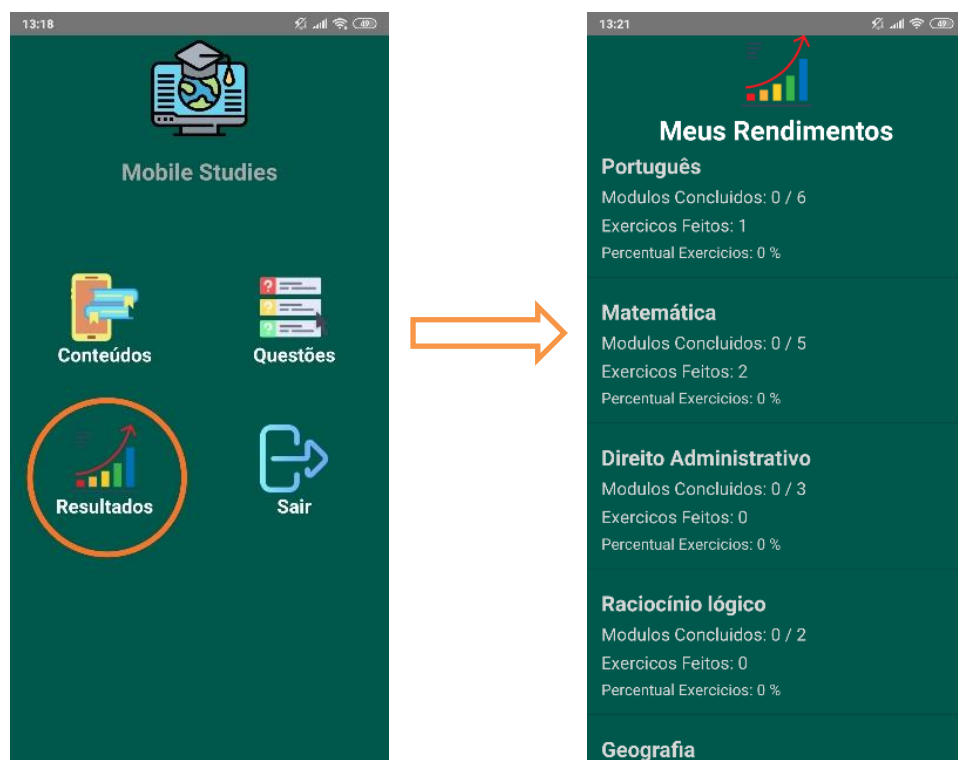 13:18
49
Mobile Studies
Conteúdos
Questões
Resultados
Sair
13:21
49
Meus Rendimentos
Português
Modulos Concluidos: 0 / 6
Exercicos Feitos: 1
Percentual Exercicios: 0 %
Matemática
Modulos Concluidos: 0 / 5
Exercicos Feitos: 2
Percentual Exercicios: 0 %
Direito Administrativo
Modulos Concluidos: 0 / 3
Exercicos Feitos: 0
Percentual Exercicios: 0 %
Raciocínio lógico
Modulos Concluidos: 0 / 2
Exercicos Feitos: 0
Percentual Exercicios: 0 %
Geografia